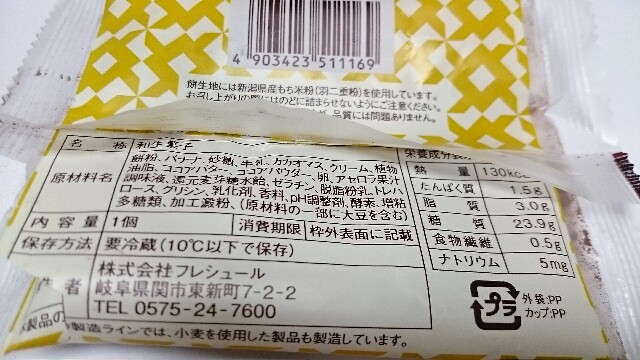 4 903423 511169
餅生地には新潟県産もち米粉(羽二重粉)を使用しています。
お召し上がりの際にはのどに詰まらせないようにご注意ください。
品質には問題ありません。
名 称 和生菓子
原材料名 餅粉、バナナ、砂糖、牛乳、カカオマス、クリーム、植物
油脂、ココアバター、ココアパウダー、卵、アセロラ果汁
調味液、還元麦芽糖水飴、ゼラチン、脱脂粉乳、トレハ
ロース、グリシン、乳化剤、香料、pH調整剤、酵素、増粘
多糖類、加工澱粉、(原材料の一部に大豆を含む)
内 容 量 1個 消費期限 枠外表面に記載
保存方法 要冷蔵(10℃以下で保存)
者 株式会社フレシュール
岐阜県関市東新町7-2-2
TEL 0575-24-7600
製品の
製造ラインでは、小麦を使用した製品も製造しています。
栄養成分表
熱 量 130kc
たんぱく質 1.5g
脂 質 3.0g
糖 質 23.9g
食物繊維 0.5g
ナトリウム 5mg
プラ
外袋:PP
カップ:PP